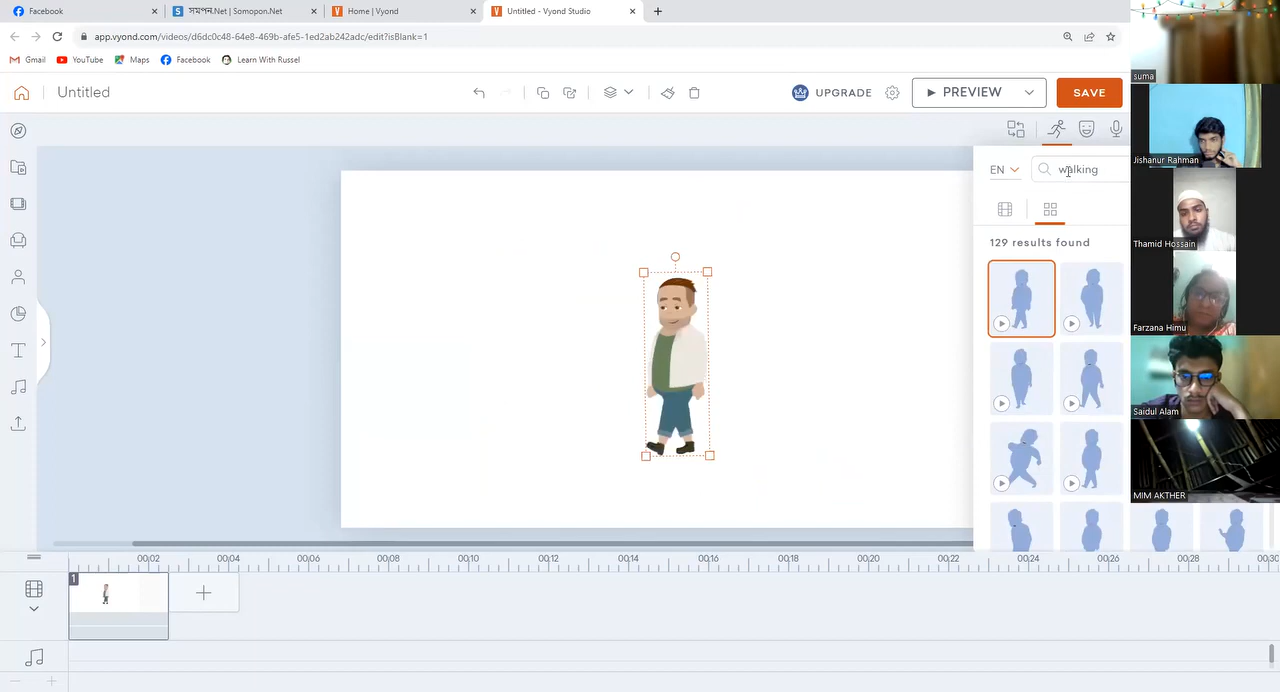 Facebook
সমপন.Net | Somopon.Net
Home | Vyond
Untitled - Vyond Studio
app.vyond.com/videos/d6dc0c48-64e8-469b-afe5-1ed2ab242adc/edit?isBlank=1
Gmail
YouTube
Maps
Facebook
Learn With Russel
Untitled
UPGRADE
PREVIEW
SAVE
EN
walking
129 results found
suma
Jishanur Rahman
Thamid Hossain
Farzana Himu
Saidul Alam
MIM AKTHER
00:02 00:04 00:06 00:08 00:10 00:12 00:14 00:16 00:18 00:20 00:22 00:24 00:26 00:28 00:30
1